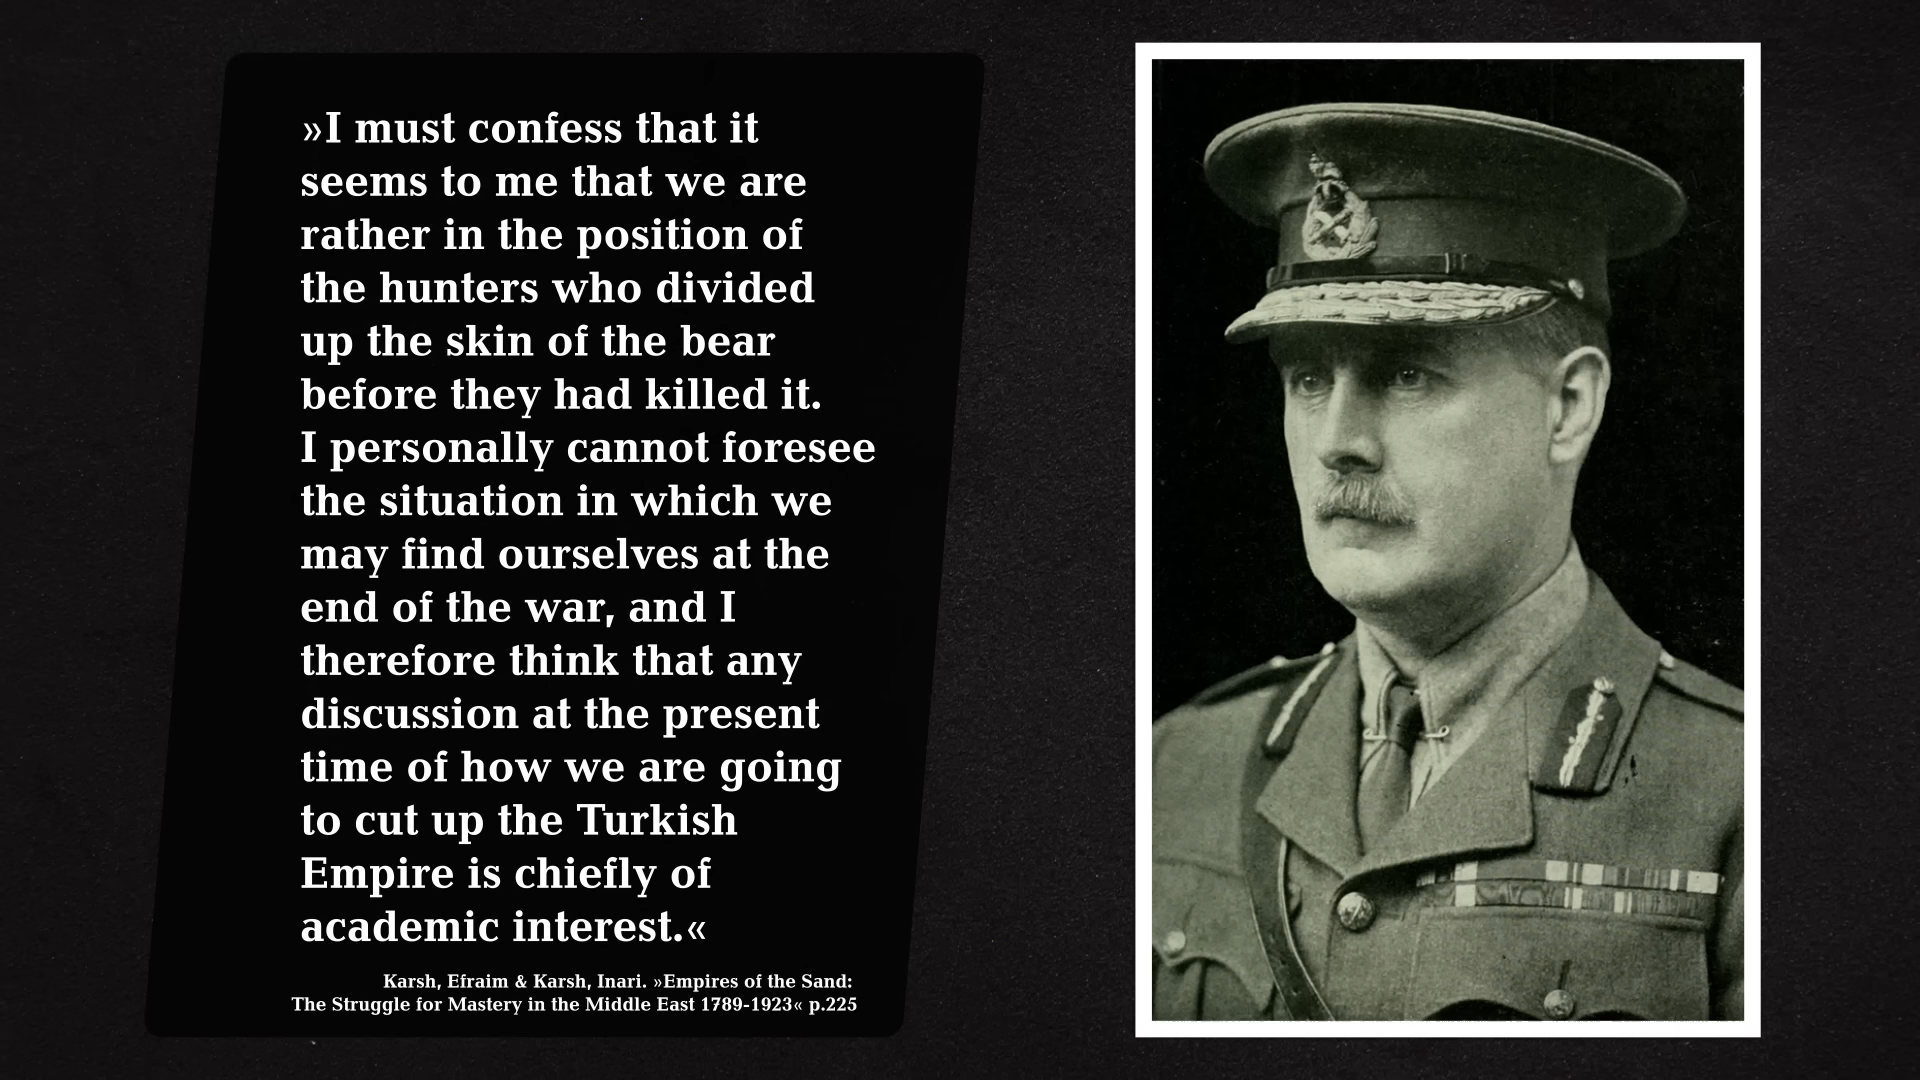 »I must confess that it
seems to me that we are
rather in the position of
the hunters who divided
up the skin of the bear
before they had killed it.
I personally cannot foresee
the situation in which we
may find ourselves at the
end of the war, and I
therefore think that any
discussion at the present
time of how we are going
to cut up the Turkish
Empire is chiefly of
academic interest.«
Karsh, Efraim & Karsh, Inari. »Empires of the Sand:
The Struggle for Mastery in the Middle East 1789-1923« p.225